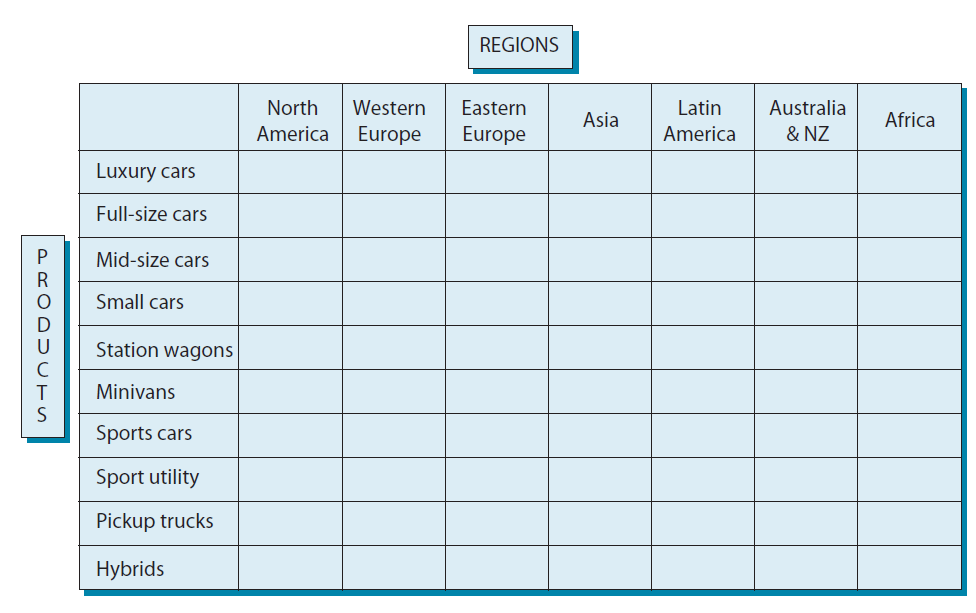 REGIONS
North America
Western Europe
Eastern Europe
Asia
Latin America
Australia & NZ
Africa
PRODUCTS
Luxury cars
Full-size cars
Mid-size cars
Small cars
Station wagons
Minivans
Sports cars
Sport utility
Pickup trucks
Hybrids